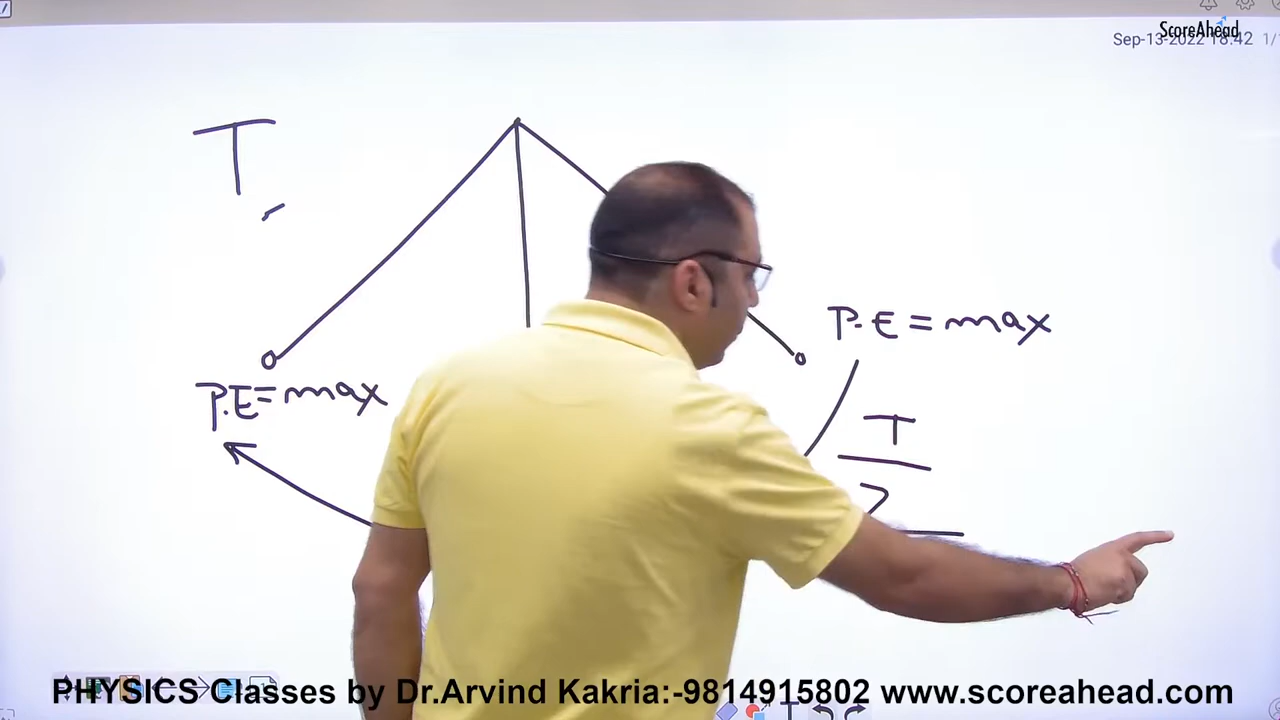 ScoreAhead
Sep-13-2022 18:42 1/
T
P.E=max
P.E=max
T
2
PHYSICS Classes by Dr.Arvind Kakria:-9814915802 www.scoreahead.com